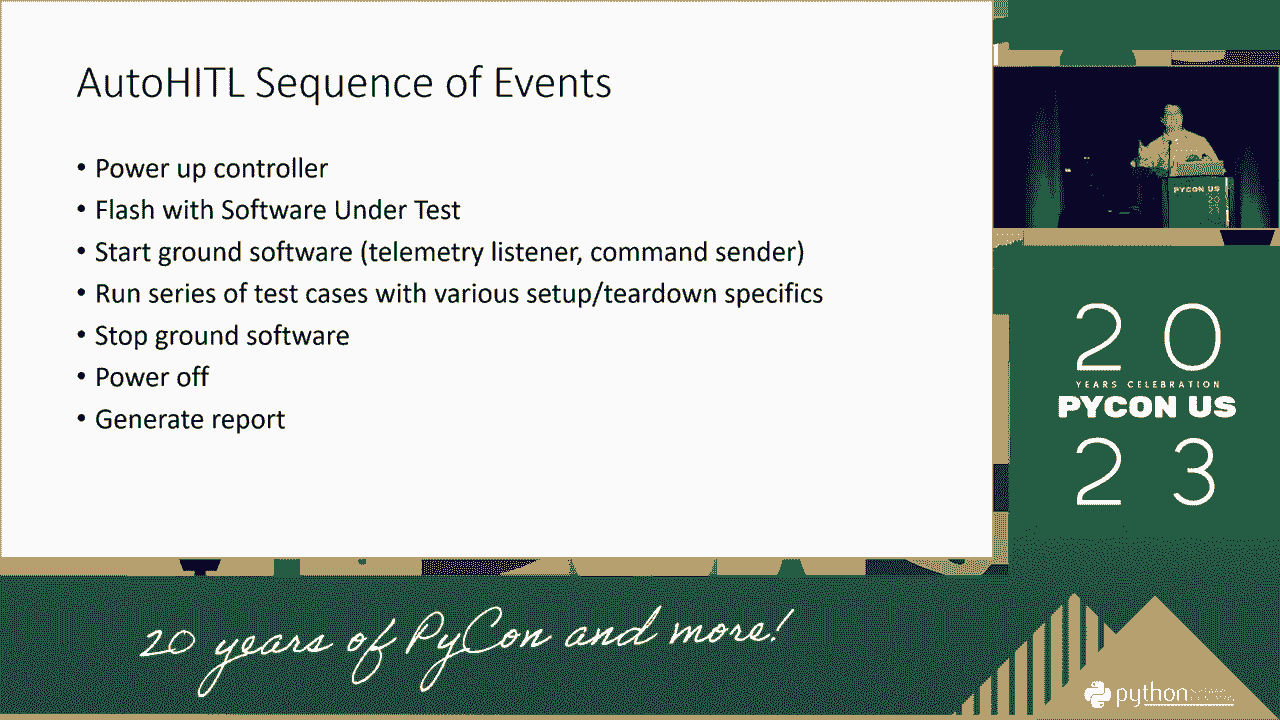 AutoHITL Sequence of Events
• Power up controller
• Flash with Software Under Test
• Start ground software (telemetry listener, command sender)
• Run series of test cases with various setup/teardown specifics
• Stop ground software
• Power off
• Generate report
PYCON US
20
20
YEARS CELEBRATION
PYCON US
23
20 years of PyCon and more!
python